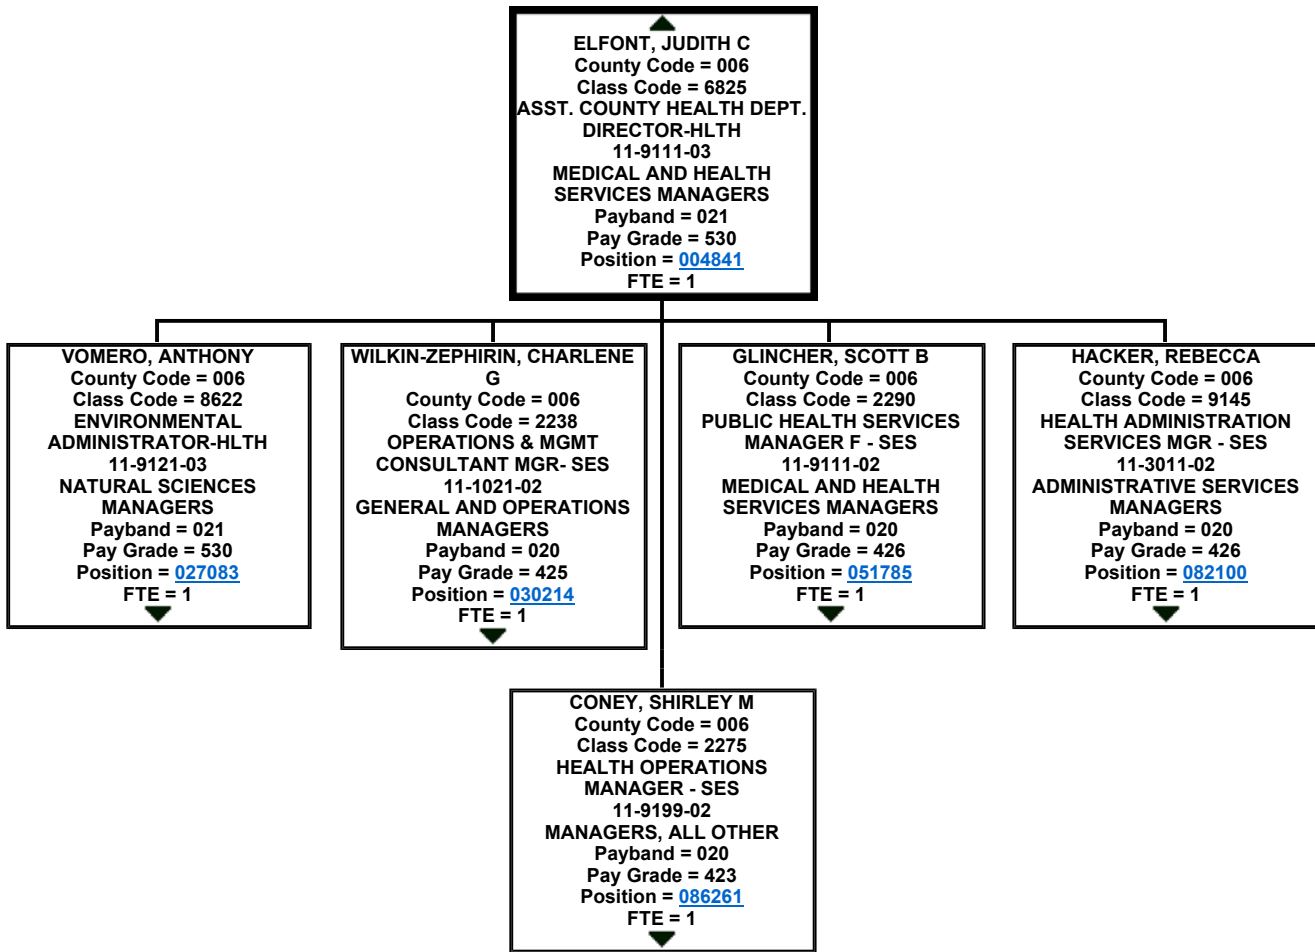 ELFONT, JUDITH C
County Code = 006
Class Code = 6825
ASST. COUNTY HEALTH DEPT.
DIRECTOR-HLTH
11-9111-03
MEDICAL AND HEALTH
SERVICES MANAGERS
Payband = 021
Pay Grade = 530
Position = 004841
FTE = 1
VOMERO, ANTHONY
County Code = 006
Class Code = 8622
ENVIRONMENTAL
ADMINISTRATOR-HLTH
11-9121-03
NATURAL SCIENCES
MANAGERS
Payband = 021
Pay Grade = 530
Position = 027083
FTE = 1
WILKIN-ZEPHIRIN, CHARLENE
G
County Code = 006
Class Code = 2238
OPERATIONS & MGMT
CONSULTANT MGR- SES
11-1021-02
GENERAL AND OPERATIONS
MANAGERS
Payband = 020
Pay Grade = 425
Position = 030214
FTE = 1
GLINCHER, SCOTT B
County Code = 006
Class Code = 2290
PUBLIC HEALTH SERVICES
MANAGER F - SES
11-9111-02
MEDICAL AND HEALTH
SERVICES MANAGERS
Payband = 020
Pay Grade = 426
Position = 051785
FTE = 1
HACKER, REBECCA
County Code = 006
Class Code = 9145
HEALTH ADMINISTRATION
SERVICES MGR - SES
11-3011-02
ADMINISTRATIVE SERVICES
MANAGERS
Payband = 020
Pay Grade = 426
Position = 082100
FTE = 1
CONEY, SHIRLEY M
County Code = 006
Class Code = 2275
HEALTH OPERATIONS
MANAGER - SES
11-9199-02
MANAGERS, ALL OTHER
Payband = 020
Pay Grade = 423
Position = 086261
FTE = 1